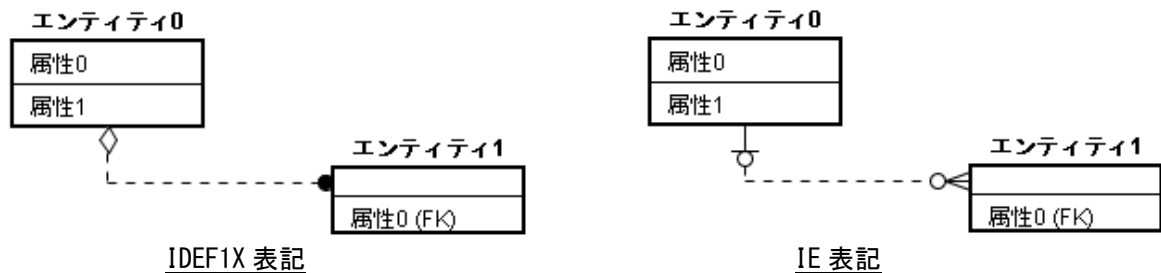 エンティティ0
属性0
属性1
エンティティ1
属性0 (FK)
IDEF1X 表記
エンティティ0
属性0
属性1
エンティティ1
属性0 (FK)
IE 表記